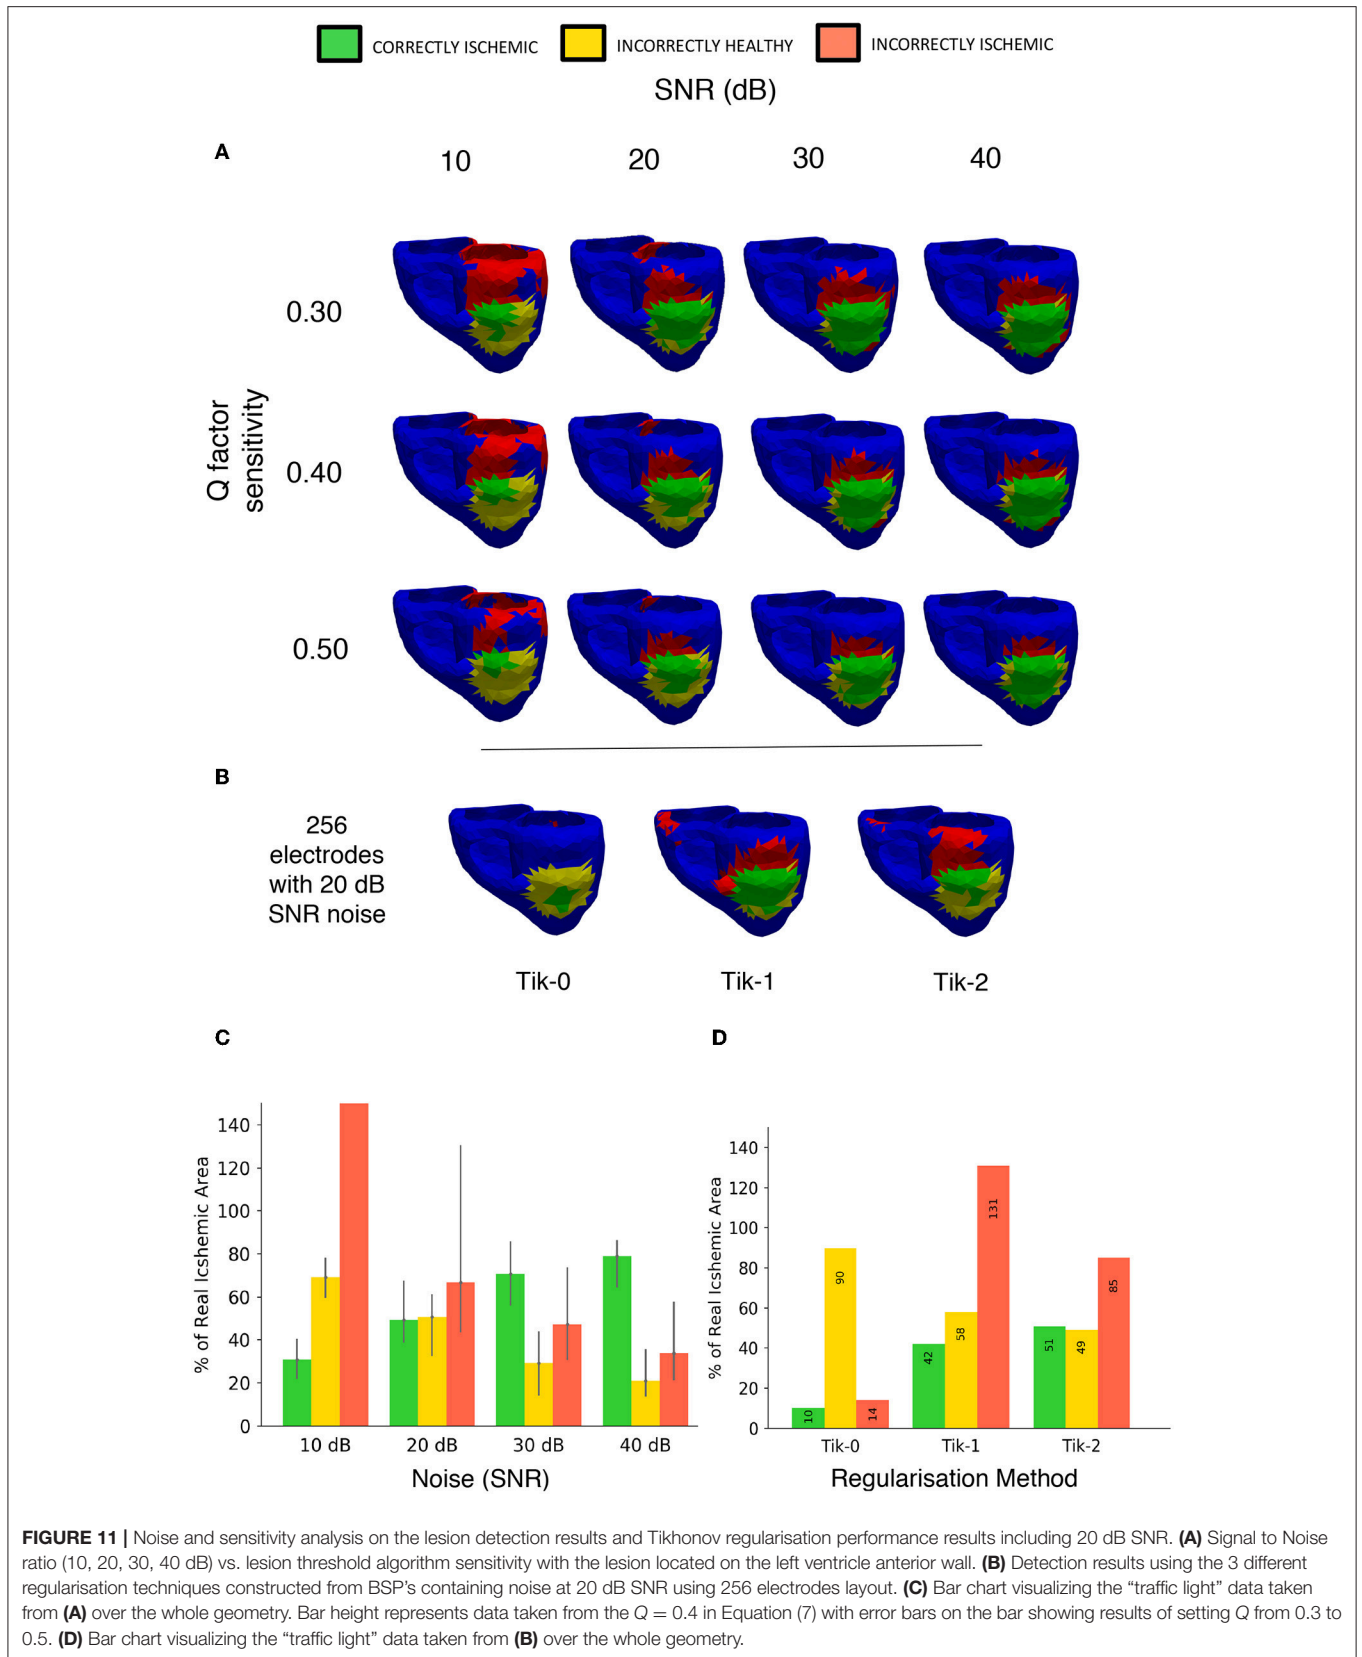 CORRECTLY ISCHEMIC INCORRECTLY HEALTHY INCORRECTLY ISCHEMIC
SNR (dB)
A
10 20 30 40
0.30
Q factor
sensitivity
0.40
0.50
B
256
electrodes
with 20 dB
SNR noise
Tik-0 Tik-1 Tik-2
C
% of Real Icshemic Area
140
120
100
80
60
40
20
0
10 dB 20 dB 30 dB 40 dB
Noise (SNR)
D
% of Real Icshemic Area
140
120
100
80
60
40
20
0
10 90 14 42 58 131 51 49 85
Tik-0 Tik-1 Tik-2
Regularisation Method
FIGURE 11 | Noise and sensitivity analysis on the lesion detection results and Tikhonov regularisation performance results including 20 dB SNR. (A) Signal to Noise
ratio (10, 20, 30, 40 dB) vs. lesion threshold algorithm sensitivity with the lesion located on the left ventricle anterior wall. (B) Detection results using the 3 different
regularisation techniques constructed from BSP's containing noise at 20 dB SNR using 256 electrodes layout. (C) Bar chart visualizing the “traffic light” data taken
from (A) over the whole geometry. Bar height represents data taken from the Q = 0.4 in Equation (7) with error bars on the bar showing results of setting Q from 0.3 to
0.5. (D) Bar chart visualizing the “traffic light” data taken from (B) over the whole geometry.